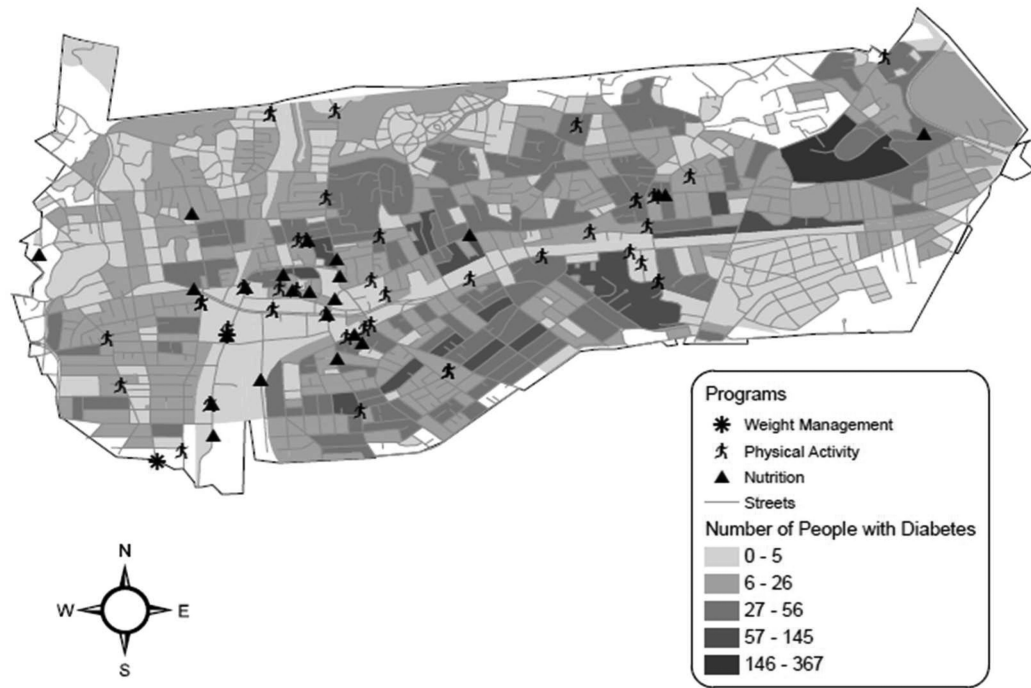 Programs
Weight Management
Physical Activity
Nutrition
Streets
Number of People with Diabetes
0 - 5
6 - 26
27 - 56
57 - 145
146 - 367
N
W E
S